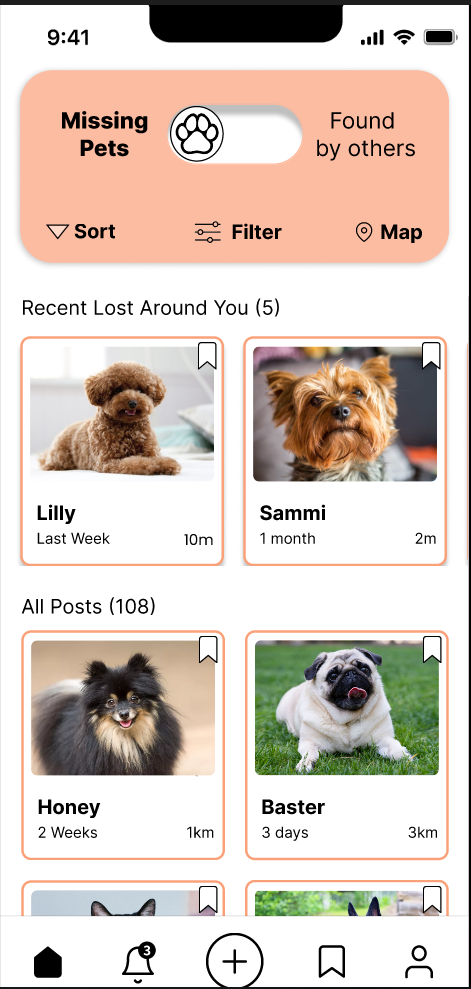 9:41
Missing
Pets
Found
by others
Sort
Filter
Map
Recent Lost Around You (5)
Lilly
Last Week
10m
Sammi
1 month
2m
All Posts (108)
Honey
2 Weeks
1km
Baster
3 days
3km
3